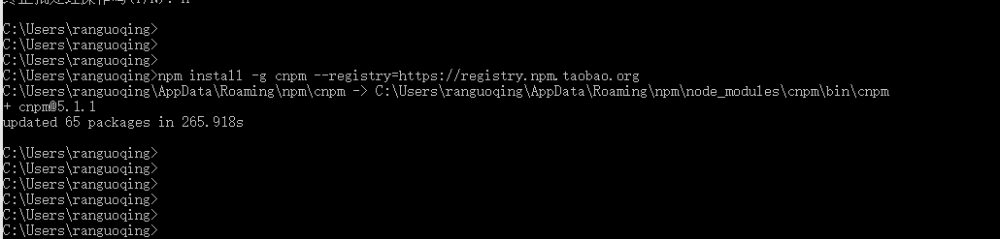 C:\Users\ranguoqing>
C:\Users\ranguoqing>
C:\Users\ranguoqing>
C:\Users\ranguoqing>npm install -g cnpm --registry=https://registry.npm.taobao.org
C:\Users\ranguoqing\AppData\Roaming\npm\cnpm -> C:\Users\ranguoqing\AppData\Roaming\npm\node_modules\cnpm\bin\cnpm
+ cnpm@5.1.1
updated 65 packages in 265.918s
C:\Users\ranguoqing>
C:\Users\ranguoqing>
C:\Users\ranguoqing>
C:\Users\ranguoqing>
C:\Users\ranguoqing>
C:\Users\ranguoqing>